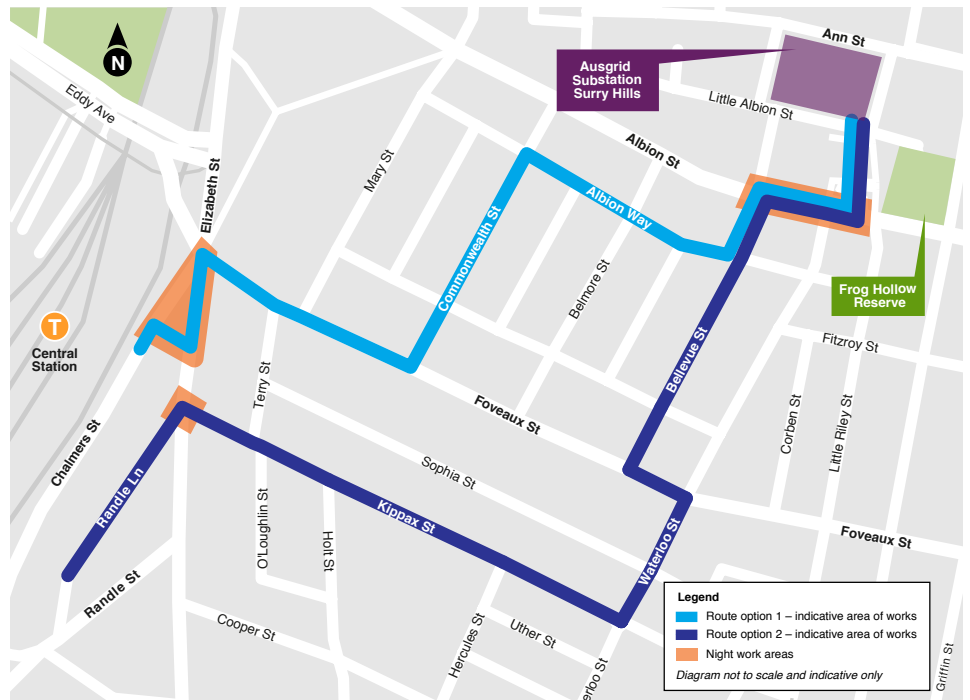 N
Ann St
Ausgrid
Substation
Surry Hills
Eddy Ave
Little Albion St
Albion St
Mary St
Elizabeth St
Albion Way
Commonwealth St
Belmore St
Frog Hollow
Reserve
T
Central
Station
Fitzroy St
Bellevue St
Terry St
Foveaux St
Corben St
Little Riley St
Chalmers St
Sophia St
Randle Ln
Kippax St
O'Loughlin St
Holt St
Waterloo St
Foveaux St
Randle St
Cooper St
Hercules St
Uther St
erloo St
Griffin St
Legend
Route option 1 – indicative area of works
Route option 2 – indicative area of works
Night work areas
Diagram not to scale and indicative only